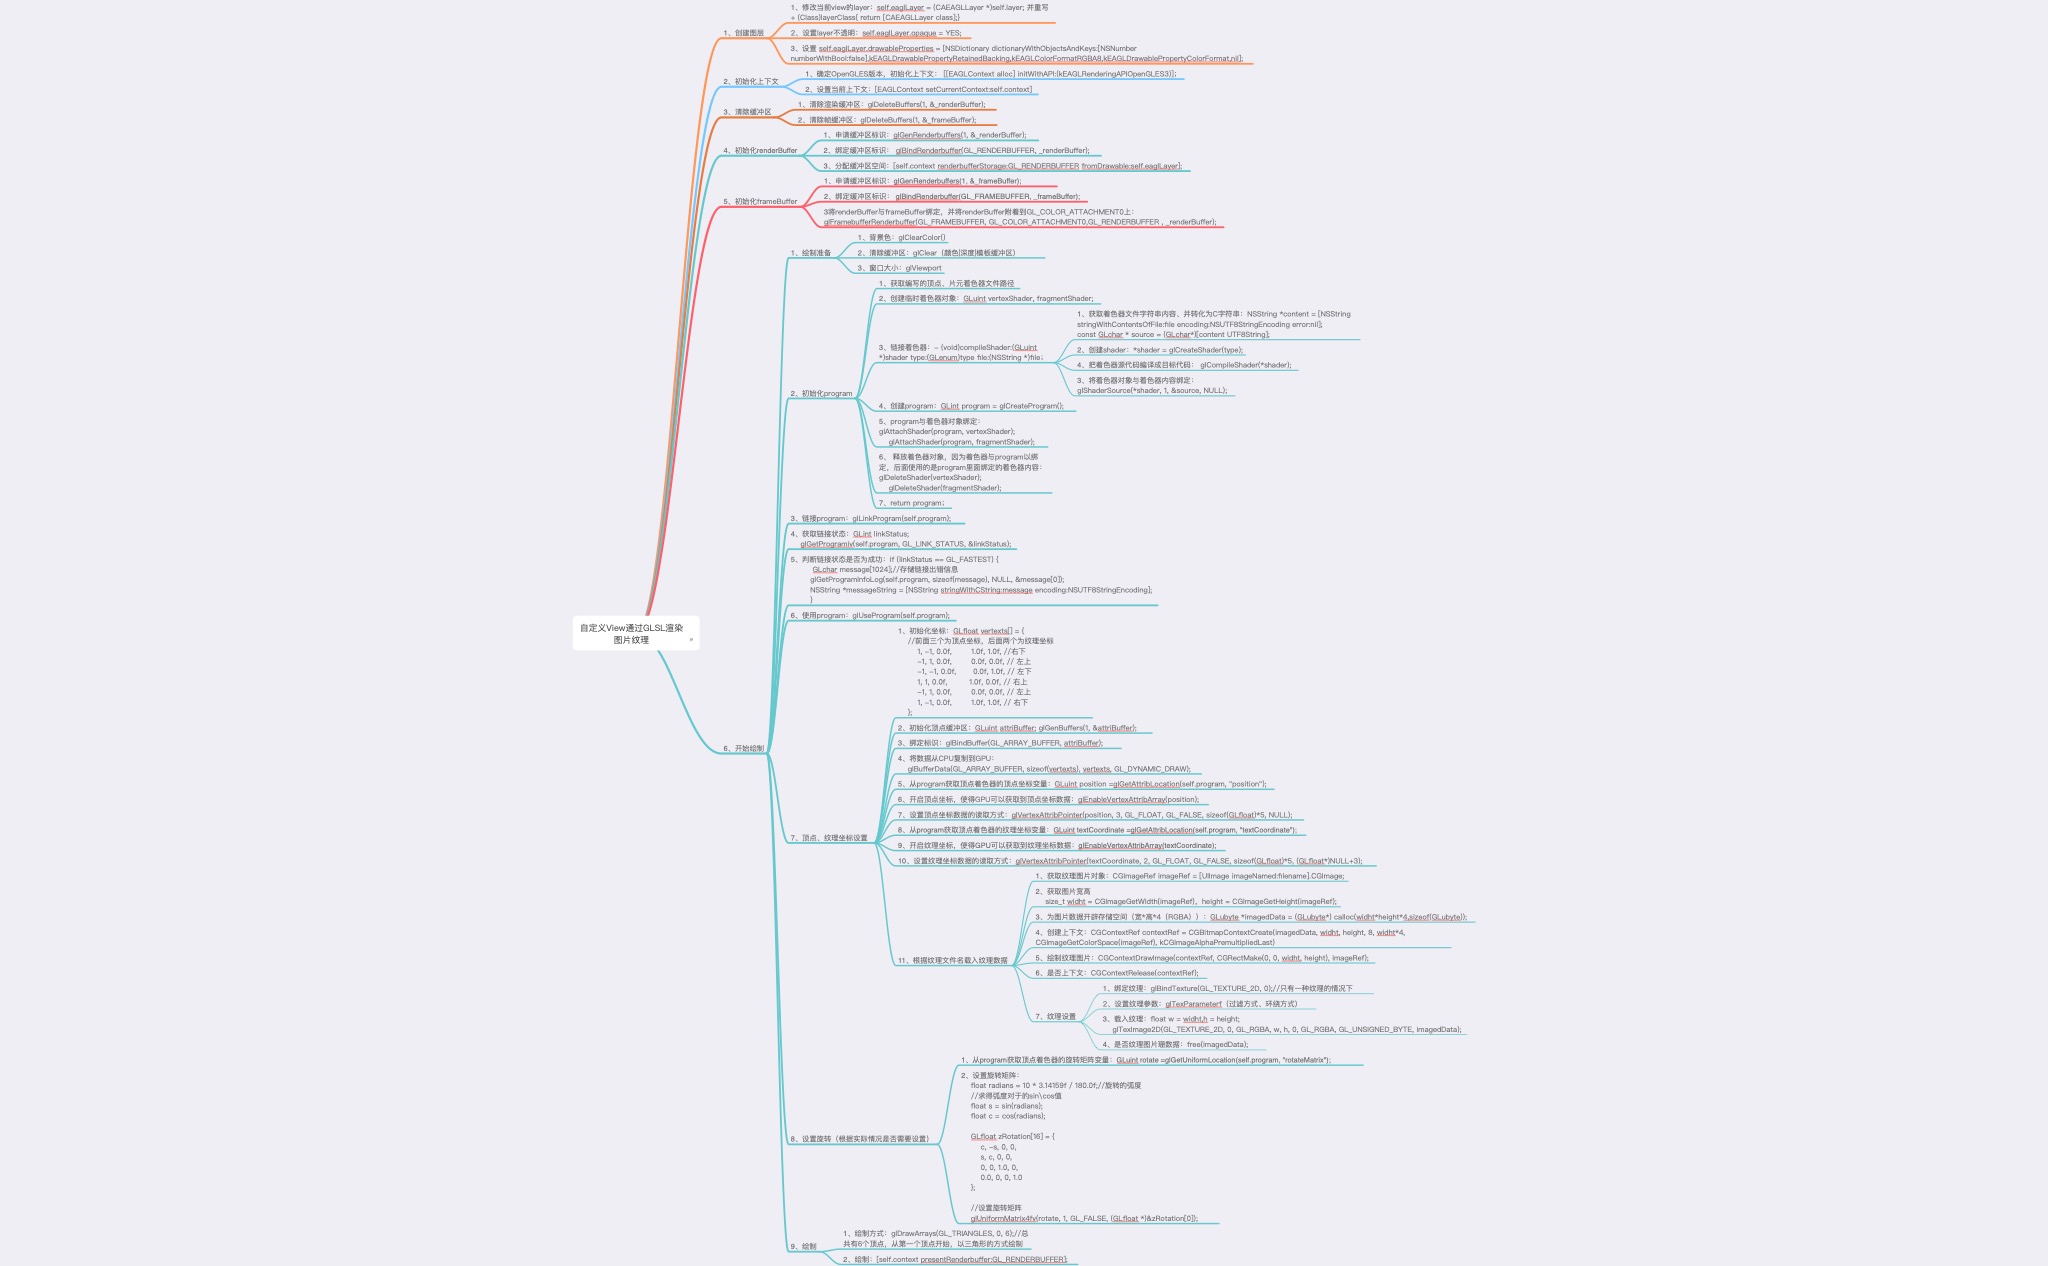 自定义View通过GLSL渲染
图片纹理
1、创建图层
1、修改当前view的layer：self.eaglLayer = (CAEAGLLayer *)self.layer; 并重写
+ (Class)layerClass{ return [CAEAGLLayer class];}
2、设置layer不透明：self.eaglLayer.opaque = YES;
3、设置 self.eaglLayer.drawableProperties = [NSDictionary dictionaryWithObjectsAndKeys:[NSNumber
numberWithBool:false],kEAGLDrawablePropertyRetainedBacking,kEAGLColorFormatRGBA8,kEAGLDrawablePropertyColorFormat,nil];
2、初始化上下文
1、确定OpenGLES版本，初始化上下文： [[EAGLContext alloc] initWithAPI:(kEAGLRenderingAPIOpenGLES3)];
2、设置当前上下文：[EAGLContext setCurrentContext:self.context]
3、清除缓冲区
1、清除渲染缓冲区：glDeleteBuffers(1, &_renderBuffer);
2、清除帧缓冲区：glDeleteBuffers(1, &_frameBuffer);
4、初始化renderBuffer
1、申请缓冲区标识：glGenRenderbuffers(1, &_renderBuffer);
2、绑定缓冲区标识： glBindRenderbuffer(GL_RENDERBUFFER, _renderBuffer);
3、分配缓冲区空间：[self.context renderbufferStorage:GL_RENDERBUFFER fromDrawable:self.eaglLayer];
5、初始化frameBuffer
1、申请缓冲区标识：glGenRenderbuffers(1, &_frameBuffer);
2、绑定缓冲区标识：glBindRenderbuffer(GL_FRAMEBUFFER, _frameBuffer);
3将renderBuffer与frameBuffer绑定，并将renderBuffer附着到GL_COLOR_ATTACHMENT0上：
glFramebufferRenderbuffer(GL_FRAMEBUFFER, GL_COLOR_ATTACHMENT0,GL_RENDERBUFFER , _renderBuffer);
6、开始绘制
1、绘制准备
1、背景色：glClearColor()
2、清除缓冲区：glClear（颜色|深度|模板缓冲区）
3、窗口大小：glViewport
2、初始化program
1、获取编写的顶点、片元着色器文件路径
2、创建临时着色器对象：GLuint vertexShader, fragmentShader;
3、链接着色器：- (void)compileShader:(GLuint
*)shader type:(GLenum)type file:(NSString *)file；
1、获取着色器文件字符串内容、并转化为C字符串：NSString *content = [NSString
stringWithContentsOfFile:file encoding:NSUTF8StringEncoding error:nil];
const GLchar * source = (GLchar*)[content UTF8String];
2、创建shader：*shader = glCreateShader(type);
4、把着色器源代码编译成目标代码： glCompileShader(*shader);
3、将着色器对象与着色器内容绑定：
glShaderSource(*shader, 1, &source, NULL);
4、创建program：GLint program = glCreateProgram();
5、program与着色器对象绑定：
glAttachShader(program, vertexShader);
glAttachShader(program, fragmentShader);
6、 释放着色器对象，因为着色器与program以绑
定，后面使用的是program里面绑定的着色器内容：
glDeleteShader(vertexShader);
glDeleteShader(fragmentShader);
7、return program；
3、链接program：glLinkProgram(self.program);
4、获取链接状态：GLint linkStatus;
glGetProgramiv(self.program, GL_LINK_STATUS, &linkStatus);
5、判断链接状态是否为成功：if (linkStatus == GL_FASTEST) {
GLchar message[1024];//存储链接出错信息
glGetProgramInfoLog(self.program, sizeof(message), NULL, &message[0]);
NSString *messageString = [NSString stringWithCString:message encoding:NSUTF8StringEncoding];
}
6、使用program：glUseProgram(self.program);
7、顶点、纹理坐标设置
1、初始化坐标：GLfloat vertexts[] = {
//前面三个为顶点坐标，后面两个为纹理坐标
1, -1, 0.0f, 1.0f, 1.0f, //右下
-1, 1, 0.0f, 0.0f, 0.0f, // 左上
-1, -1, 0.0f, 0.0f, 1.0f, // 左下
1, 1, 0.0f, 1.0f, 0.0f, // 右上
-1, 1, 0.0f, 0.0f, 0.0f, // 左上
1, -1, 0.0f, 1.0f, 1.0f, // 右下
};
2、初始化顶点缓冲区：GLuint attriBuffer; glGenBuffers(1, &attriBuffer);
3、绑定标识：glBindBuffer(GL_ARRAY_BUFFER, attriBuffer);
4、将数据从CPU复制到GPU：
glBufferData(GL_ARRAY_BUFFER, sizeof(vertexts), vertexts, GL_DYNAMIC_DRAW);
5、从program获取顶点着色器的顶点坐标变量：GLuint position =glGetAttribLocation(self.program, "position");
6、开启顶点坐标，使得GPU可以获取到顶点坐标数据：glEnableVertexAttribArray(position);
7、设置顶点坐标数据的读取方式：glVertexAttribPointer(position, 3, GL_FLOAT, GL_FALSE, sizeof(GLfloat)*5, NULL);
8、从program获取顶点着色器的纹理坐标变量：GLuint textCoordinate =glGetAttribLocation(self.program, "textCoordinate");
9、开启纹理坐标，使得GPU可以获取到纹理坐标数据：glEnableVertexAttribArray(textCoordinate);
10、设置纹理坐标数据的读取方式：glVertexAttribPointer(textCoordinate, 2, GL_FLOAT, GL_FALSE, sizeof(GLfloat)*5, (GLfloat*)NULL+3);
11、根据纹理文件名载入纹理数据
1、获取纹理图片对象：CGImageRef imageRef = [UIImage imageNamed:filename].CGImage;
2、获取图片宽高
size_t widht = CGImageGetWidth(imageRef)，height = CGImageGetHeight(imageRef);
3、为图片数据开辟存储空间（宽*高*4（RGBA））：GLubyte *imagedData = (GLubyte*) calloc(widht*height*4,sizeof(GLubyte));
4、创建上下文：CGContextRef contextRef = CGBitmapContextCreate(imagedData, widht, height, 8, widht*4,
CGImageGetColorSpace(imageRef), kCGImageAlphaPremultipliedLast)
5、绘制纹理图片：CGContextDrawImage(contextRef, CGRectMake(0, 0, widht, height), imageRef);
6、是否上下文：CGContextRelease(contextRef);
7、纹理设置
1、绑定纹理：glBindTexture(GL_TEXTURE_2D, 0);//只有一种纹理的情况下
2、设置纹理参数：glTexParameterf（过滤方式、环绕方式）
3、载入纹理：float w = widht,h = height;
glTexImage2D(GL_TEXTURE_2D, 0, GL_RGBA, w, h, 0, GL_RGBA, GL_UNSIGNED_BYTE, imagedData);
4、是否纹理图片珊数据：free(imagedData);
8、设置旋转（根据实际情况是否需要设置）
1、从program获取顶点着色器的旋转矩阵变量：GLuint rotate =glGetUniformLocation(self.program, "rotateMatrix");
2、设置旋转矩阵：
float radians = 10 * 3.14159f / 180.0f;//旋转的弧度
//求得弧度对于的sin\cos值
float s = sin(radians);
float c = cos(radians);
GLfloat zRotation[16] = {
c, -s, 0, 0,
s, c, 0, 0,
0, 0, 1.0, 0,
0.0, 0, 0, 1.0
};
//设置旋转矩阵
glUniformMatrix4fv(rotate, 1, GL_FALSE, (GLfloat *)&zRotation[0]);
9、绘制
1、绘制方式：glDrawArrays(GL_TRIANGLES, 0, 6);//总
共有6个顶点，从第一个顶点开始，以三角形的方式绘制
2、绘制：[self.context presentRenderbuffer:GL_RENDERBUFFER];